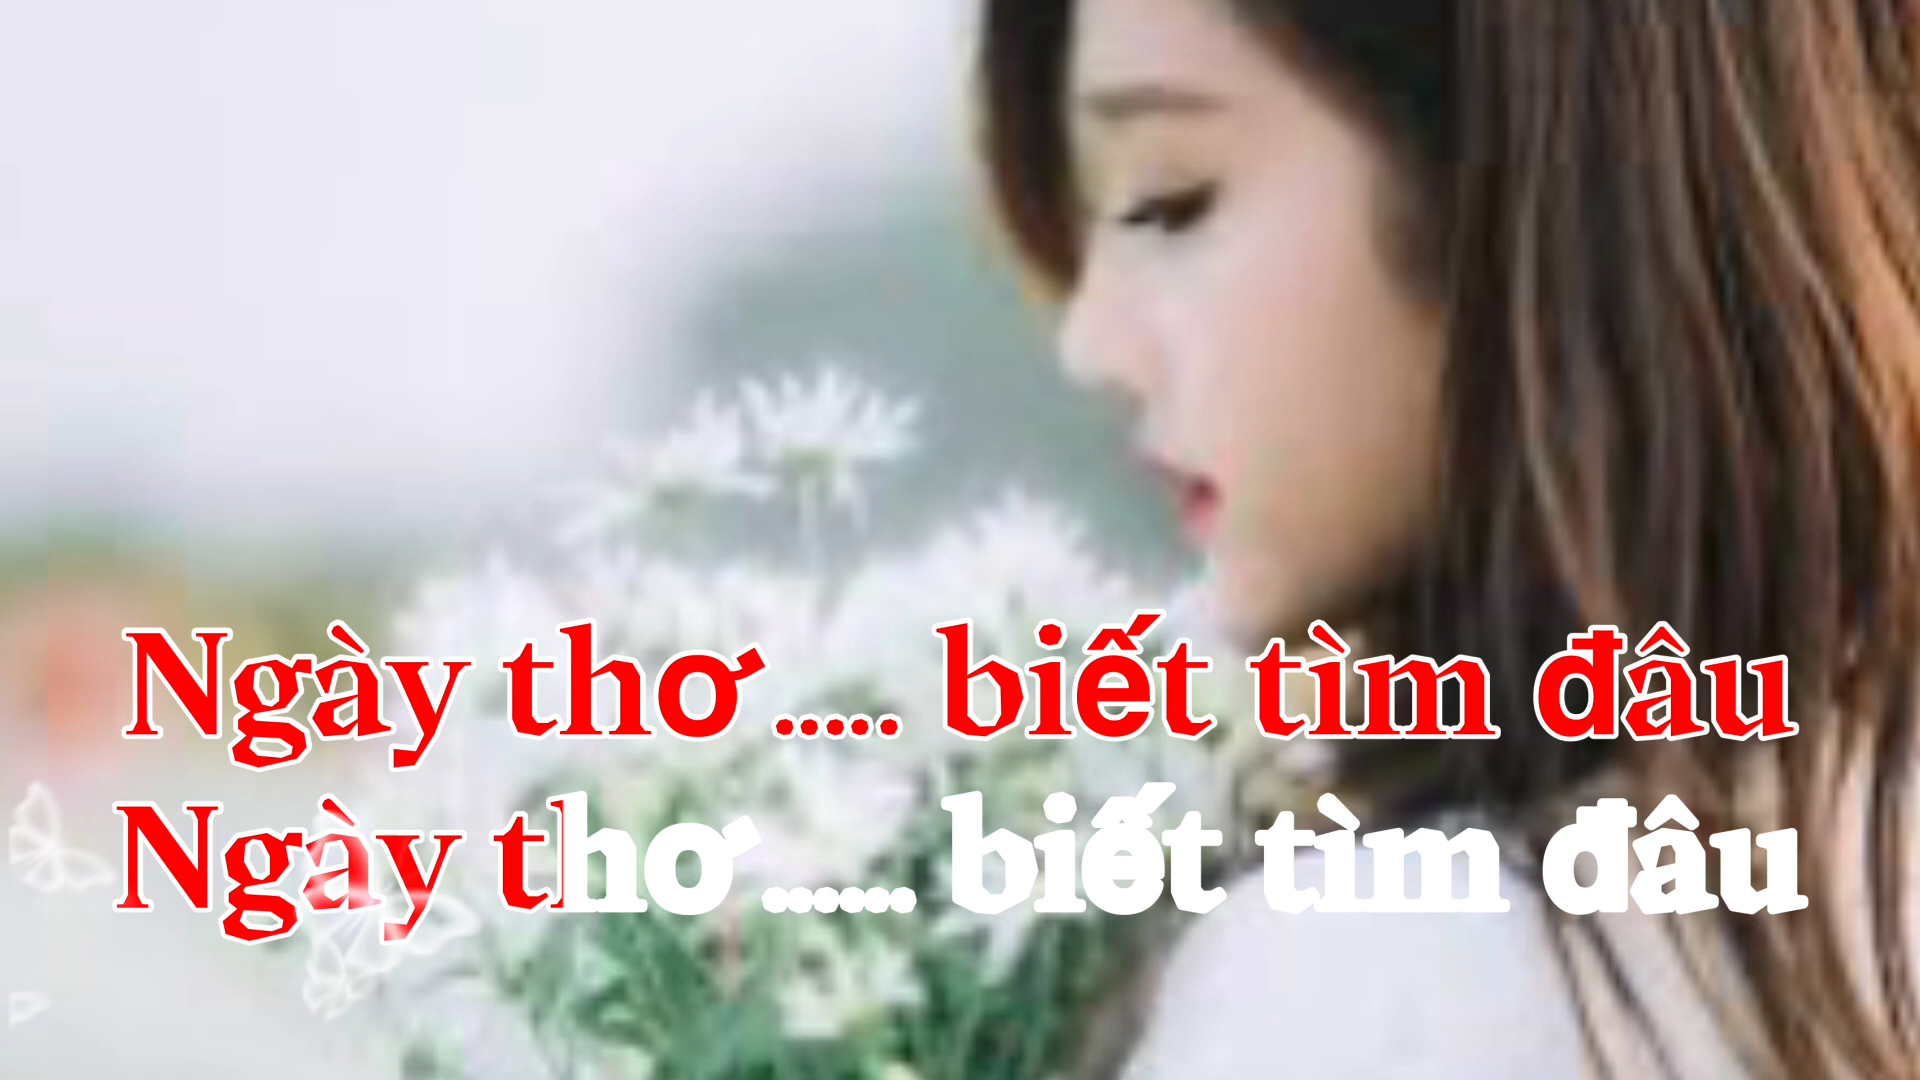 Ngày thơ ..... biết tìm đâu
Ngày thơ ...... biết tìm đâu